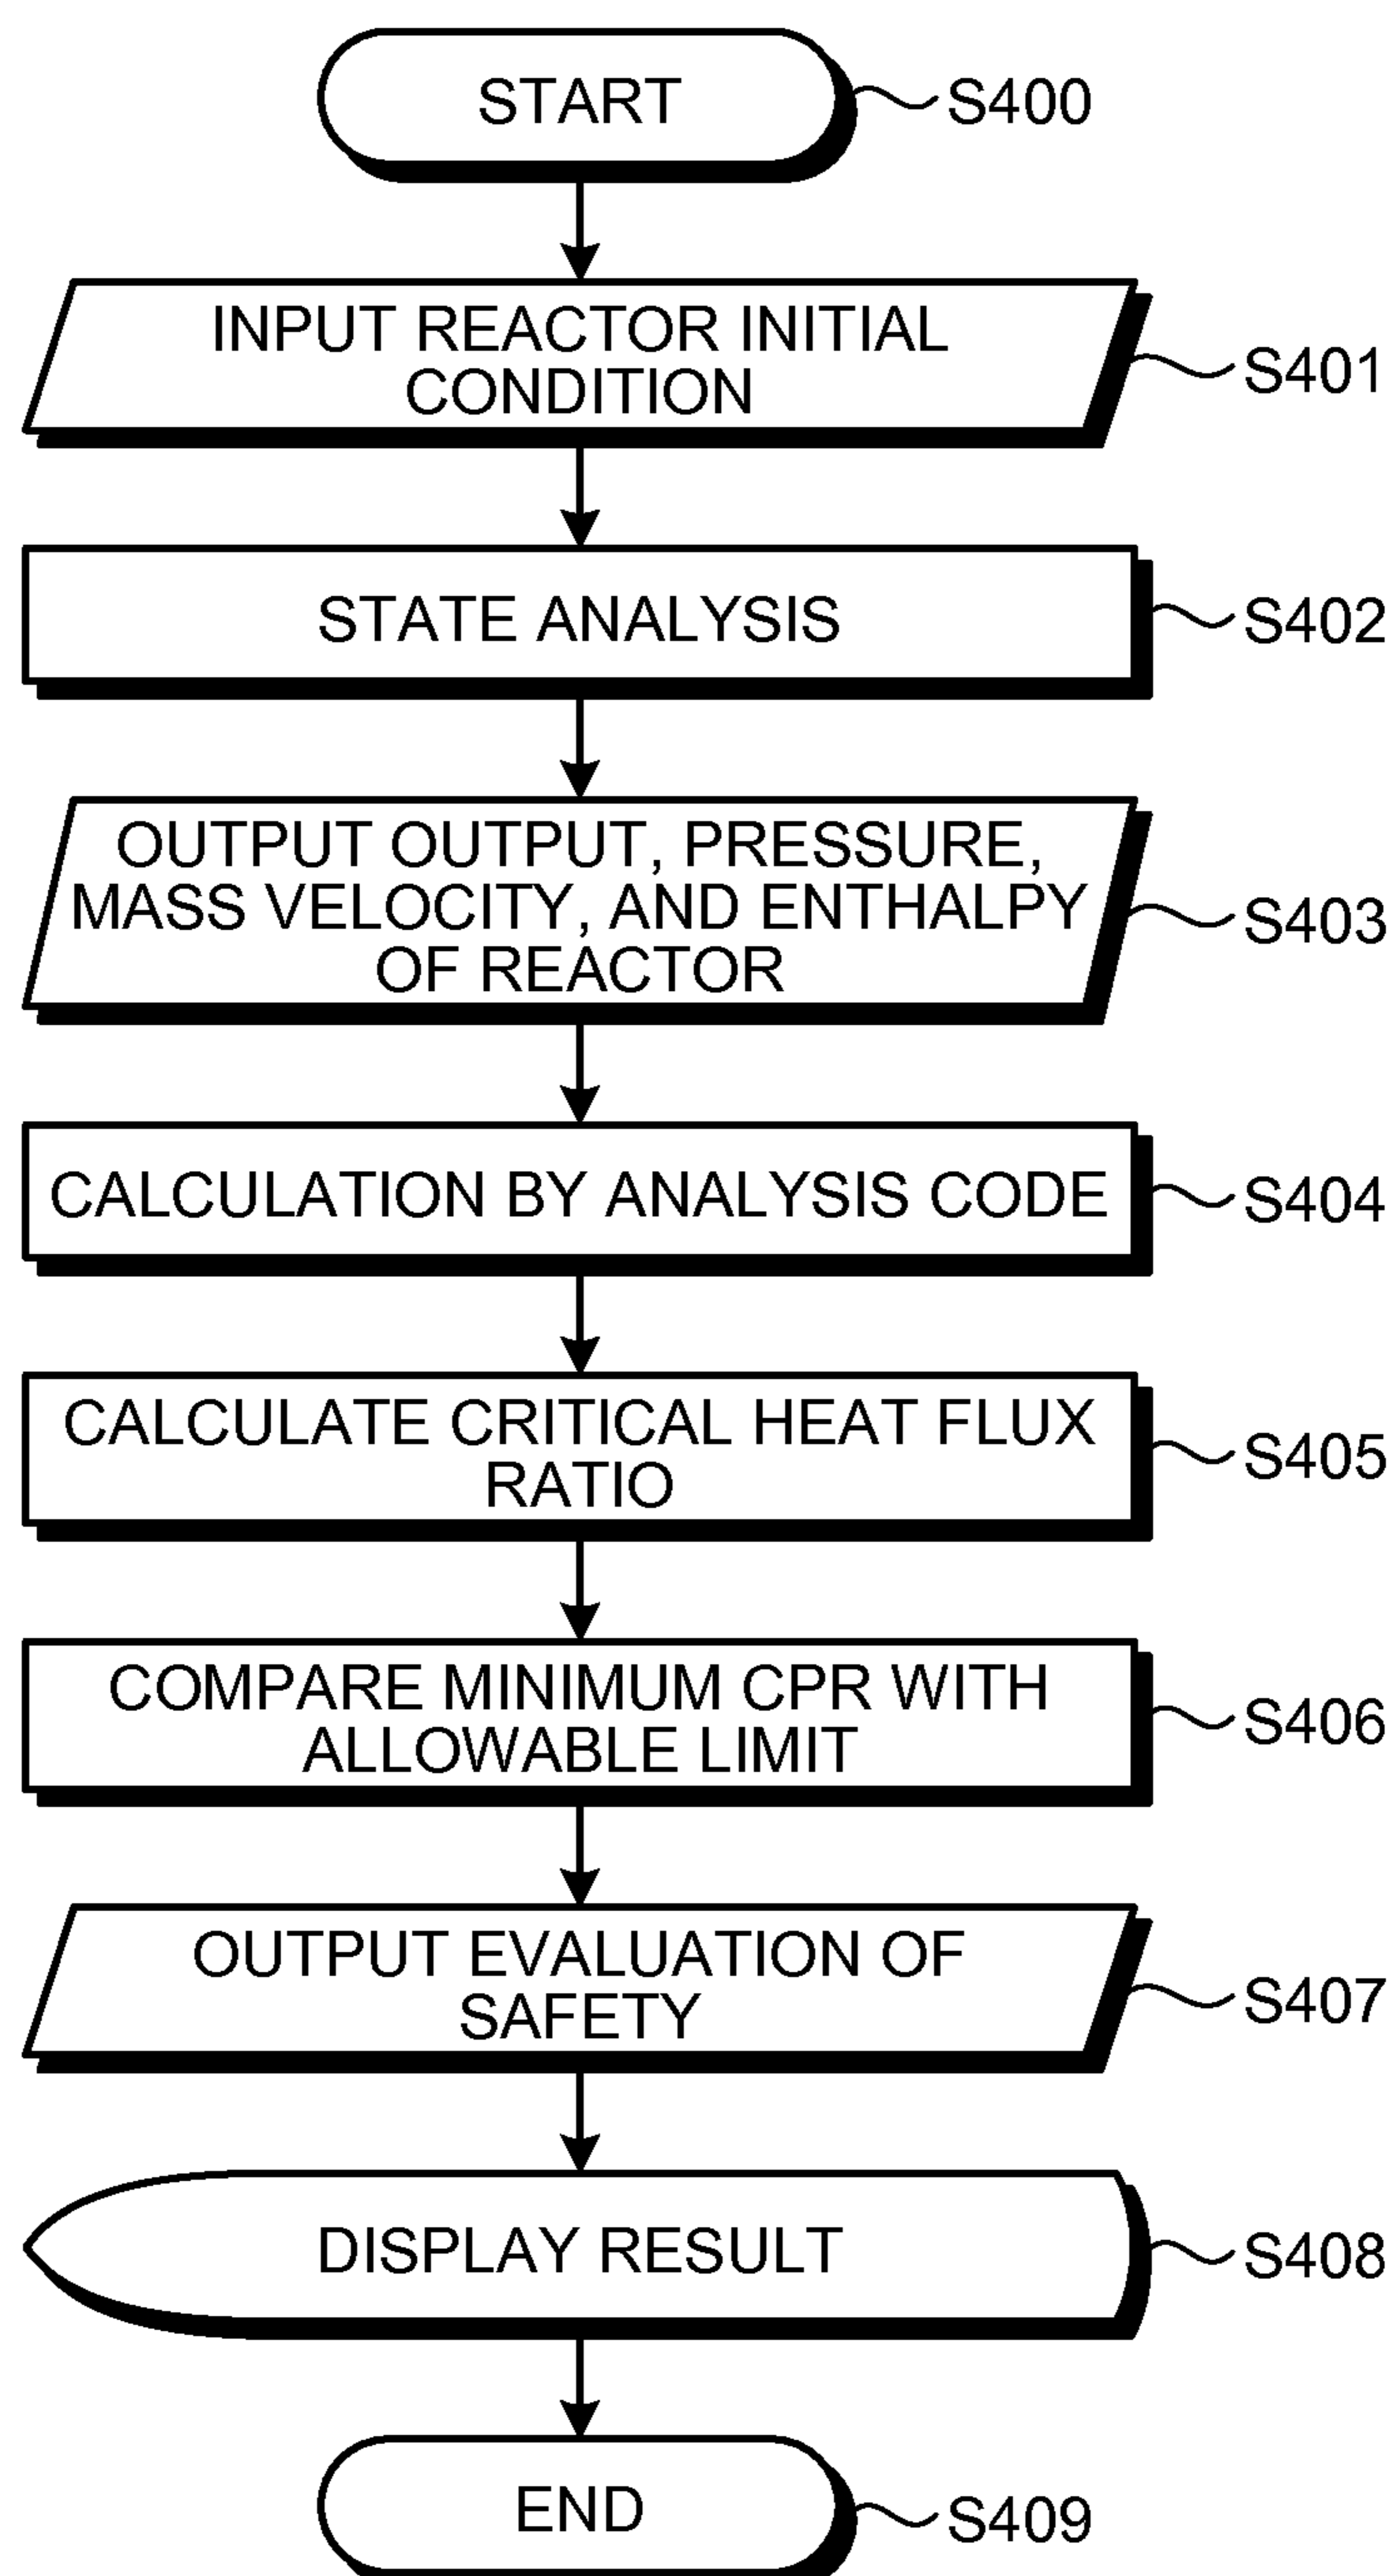 START
S400
INPUT REACTOR INITIAL
CONDITION
S401
STATE ANALYSIS
S402
OUTPUT OUTPUT, PRESSURE,
MASS VELOCITY, AND ENTHALPY
OF REACTOR
S403
CALCULATION BY ANALYSIS CODE
S404
CALCULATE CRITICAL HEAT FLUX
RATIO
S405
COMPARE MINIMUM CPR WITH
ALLOWABLE LIMIT
S406
OUTPUT EVALUATION OF
SAFETY
S407
DISPLAY RESULT
S408
END
S409